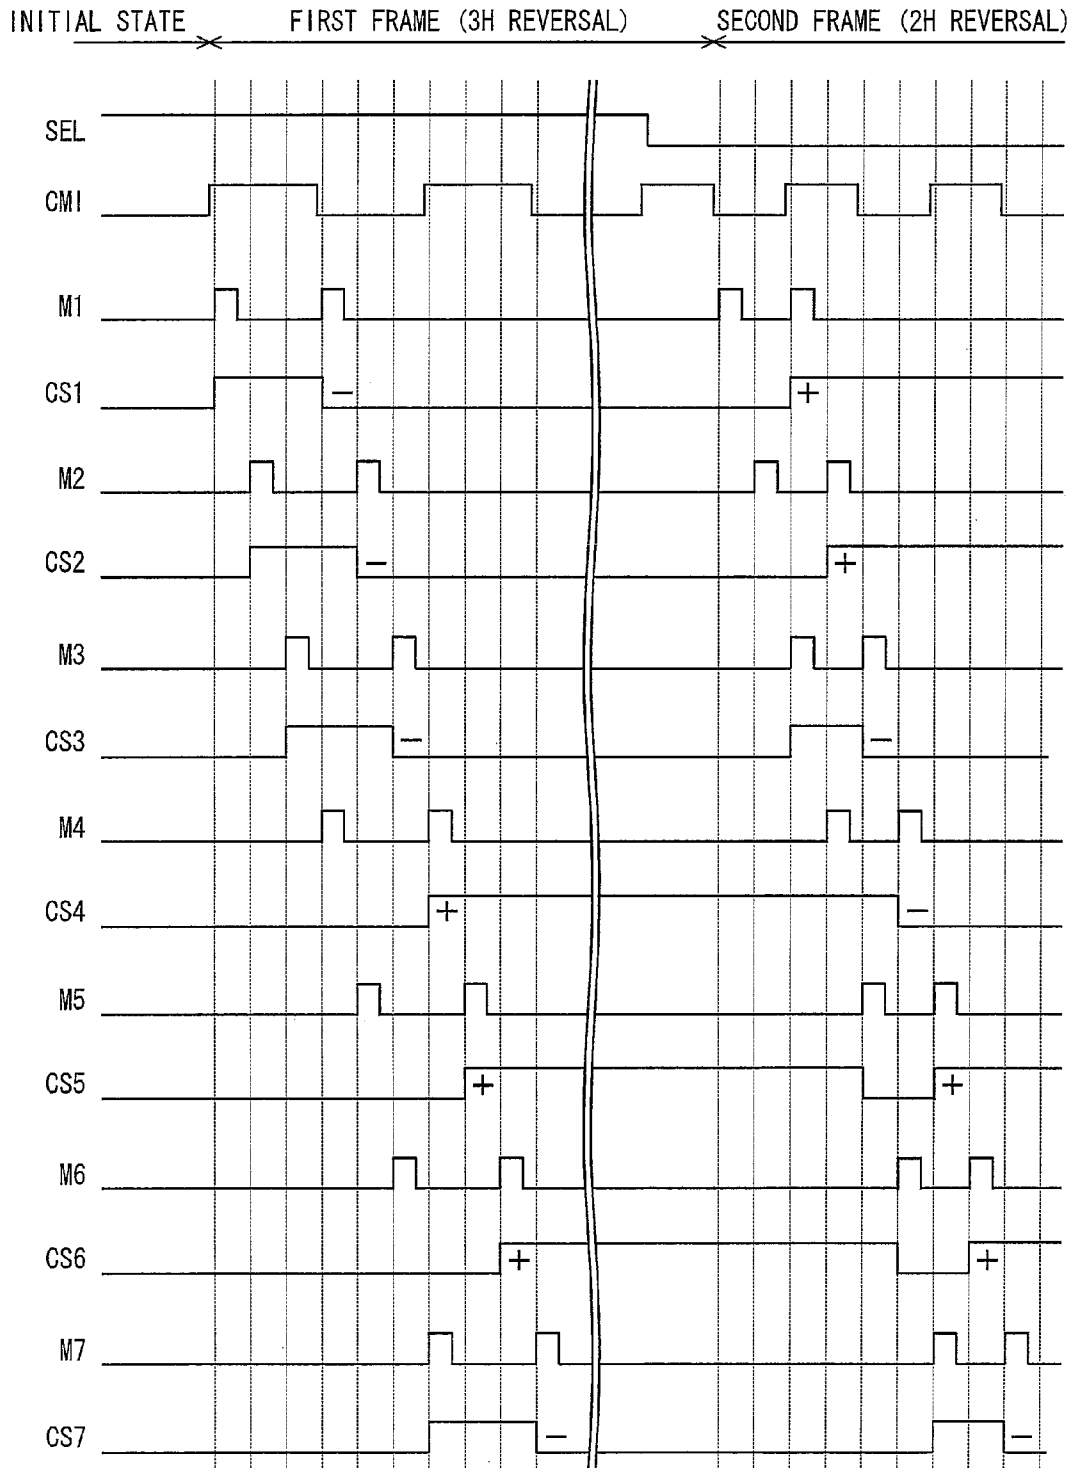 INITIAL STATE FIRST FRAME (3H REVERSAL) SECOND FRAME (2H REVERSAL)
SEL
CMI
M1
CS1 − +
M2
CS2 − +
M3
CS3 − −
M4
CS4 + −
M5
CS5 + +
M6
CS6 + +
M7
CS7 − −